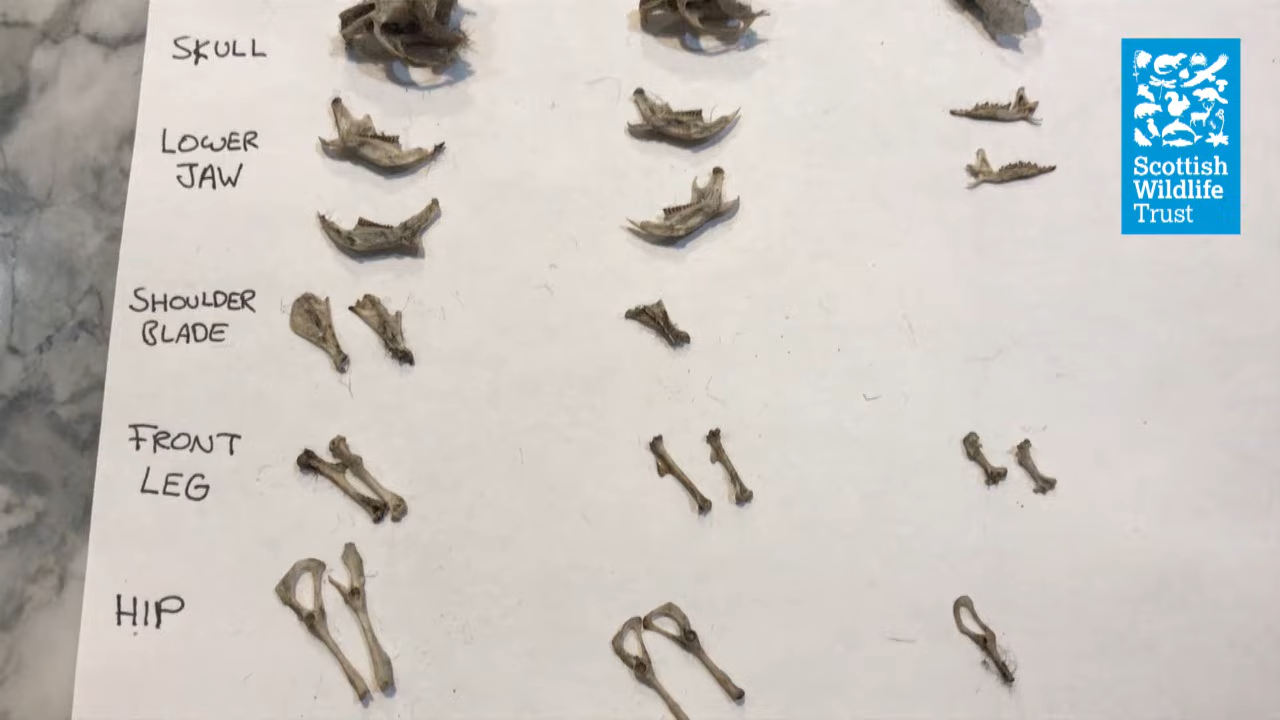 SKULL
LOWER
JAW
SHOULDER
BLADE
FRONT
LEG
HIP
Scottish
Wildlife
Trust